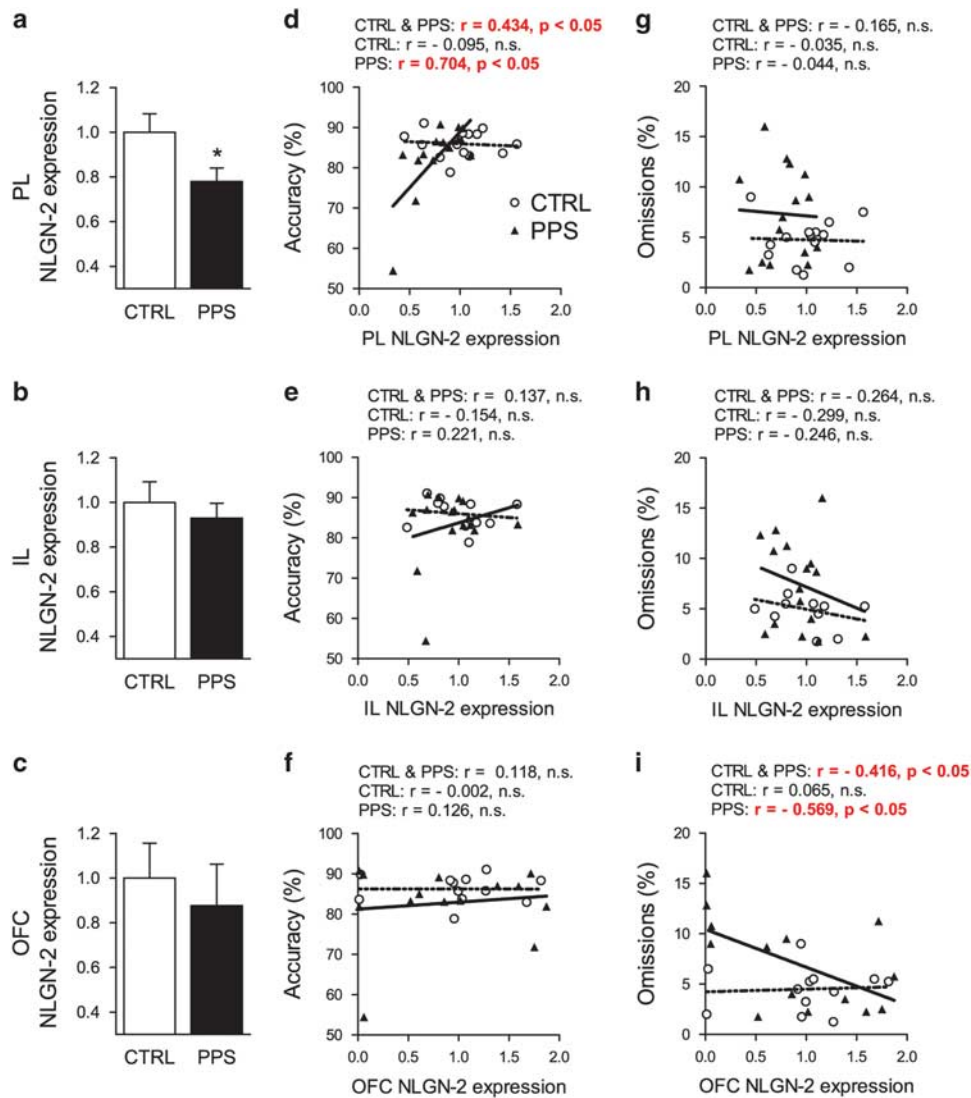 a
PL
NLGN-2 expression
1.2
1.0
0.8
0.6
0.4
*
CTRL PPS
d
CTRL & PPS: r = 0.434, p < 0.05
CTRL: r = - 0.095, n.s.
PPS: r = 0.704, p < 0.05
Accuracy (%)
100
90
80
70
60
50
CTRL
PPS
0.0 0.5 1.0 1.5 2.0
PL NLGN-2 expression
g
CTRL & PPS: r = - 0.165, n.s.
CTRL: r = - 0.035, n.s.
PPS: r = - 0.044, n.s.
Omissions (%)
20
15
10
5
0
0.0 0.5 1.0 1.5 2.0
PL NLGN-2 expression
b
IL
NLGN-2 expression
1.2
1.0
0.8
0.6
0.4
CTRL PPS
e
CTRL & PPS: r = 0.137, n.s.
CTRL: r = - 0.154, n.s.
PPS: r = 0.221, n.s.
Accuracy (%)
100
90
80
70
60
50
0.0 0.5 1.0 1.5 2.0
IL NLGN-2 expression
h
CTRL & PPS: r = - 0.264, n.s.
CTRL: r = - 0.299, n.s.
PPS: r = - 0.246, n.s.
Omissions (%)
20
15
10
5
0
0.0 0.5 1.0 1.5 2.0
IL NLGN-2 expression
c
OFC
NLGN-2 expression
1.2
1.0
0.8
0.6
0.4
CTRL PPS
f
CTRL & PPS: r = 0.118, n.s.
CTRL: r = - 0.002, n.s.
PPS: r = 0.126, n.s.
Accuracy (%)
100
90
80
70
60
50
0.0 0.5 1.0 1.5 2.0
OFC NLGN-2 expression
i
CTRL & PPS: r = - 0.416, p < 0.05
CTRL: r = 0.065, n.s.
PPS: r = - 0.569, p < 0.05
Omissions (%)
20
15
10
5
0
0.0 0.5 1.0 1.5 2.0
OFC NLGN-2 expression